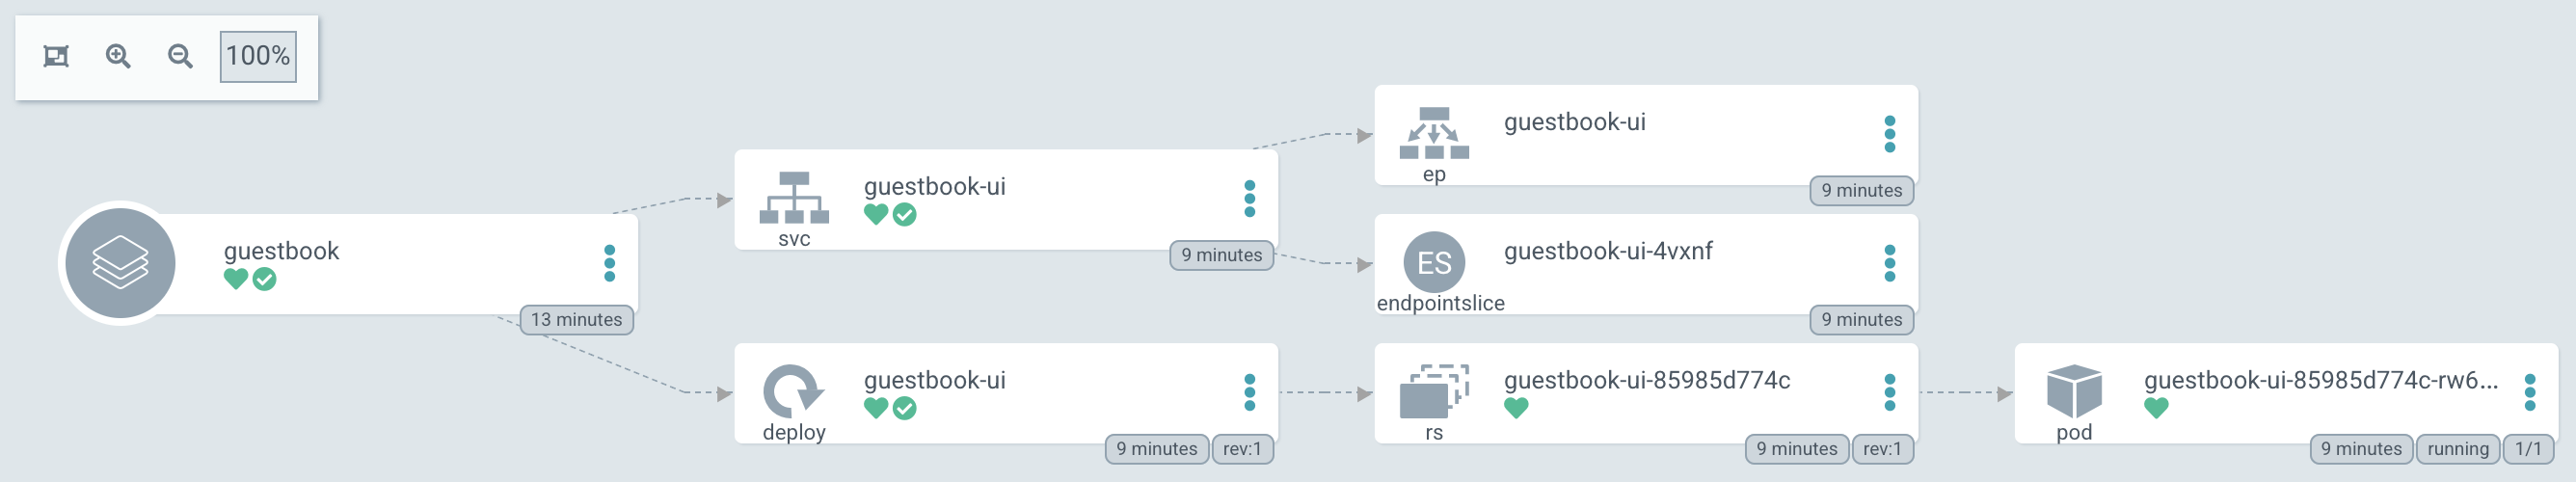 100%
guestbook
13 minutes
guestbook-ui
svc
9 minutes
guestbook-ui
deploy
9 minutes
rev:1
guestbook-ui
ep
9 minutes
ES
guestbook-ui-4vxnf
endpointslice
9 minutes
guestbook-ui-85985d774c
rs
9 minutes
rev:1
guestbook-ui-85985d774c-rw6...
pod
9 minutes
running
1/1